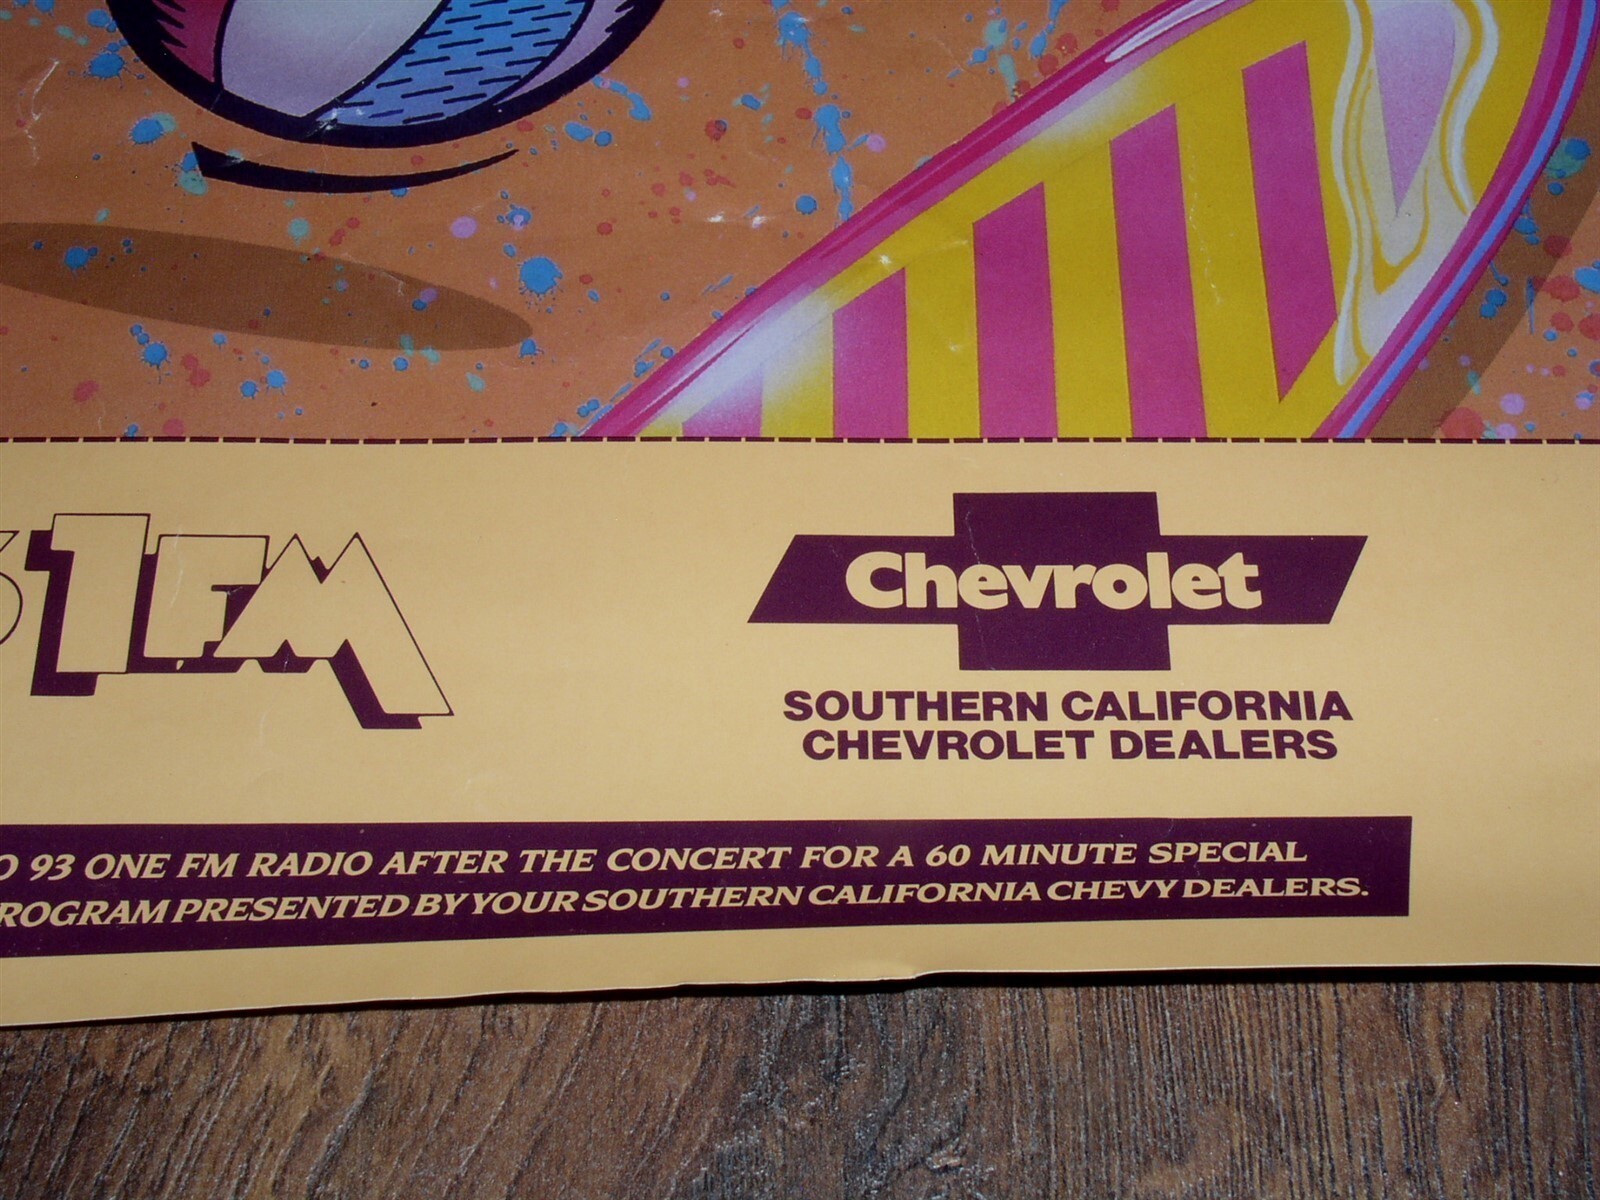 1FM
Chevrolet
SOUTHERN CALIFORNIA
CHEVROLET DEALERS
93 ONE FM RADIO AFTER THE CONCERT FOR A 60 MINUTE SPECIAL
PRESENTED BY YOUR SOUTHERN CALIFORNIA CHEVY DEALERS.